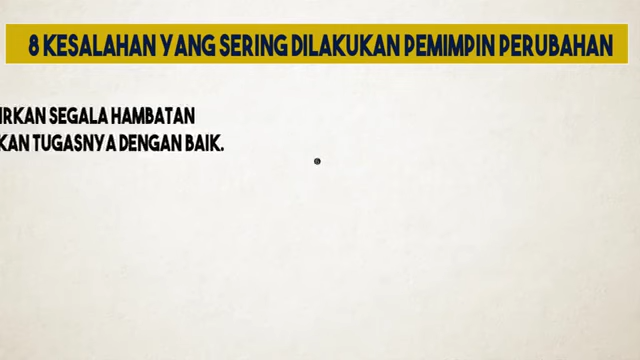 8 KESALAHAN YANG SERING DILAKUKAN PEMIMPIN PERUBAHAN
IRKAN SEGALA HAMBATAN
KAN TUGASNYA DENGAN BAIK.